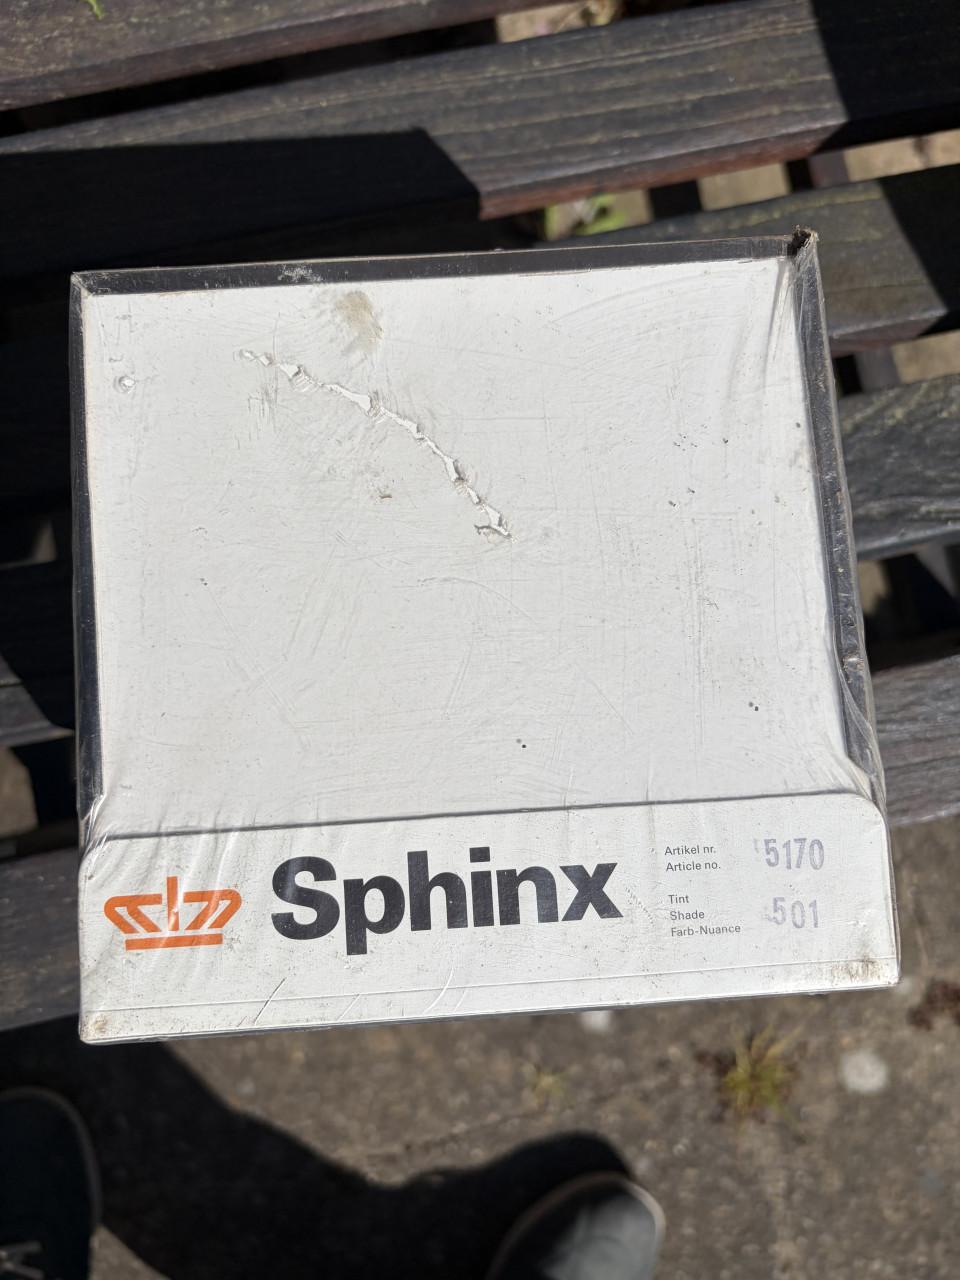 Sphinx
Artikel nr.
Article no.
5170
Tint
Shade
Farb-Nuance
501